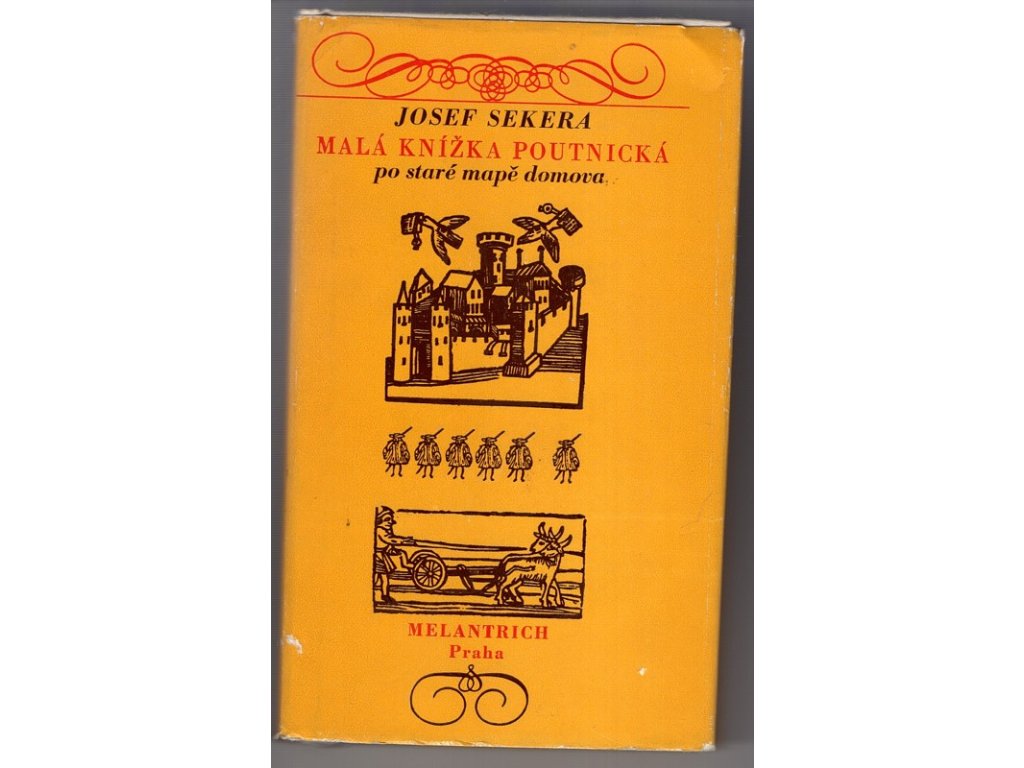 JOSEF SEKERA
MALÁ KNÍŽKA POUTNICKÁ
po staré mapě domova
MELANTRICH
Praha